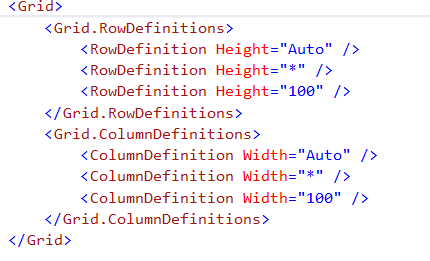 <Grid>
    <Grid.RowDefinitions>
        <RowDefinition Height="Auto" />
        <RowDefinition Height="*" />
        <RowDefinition Height="100" />
    </Grid.RowDefinitions>
    <Grid.ColumnDefinitions>
        <ColumnDefinition Width="Auto" />
        <ColumnDefinition Width="*" />
        <ColumnDefinition Width="100" />
    </Grid.ColumnDefinitions>
</Grid>